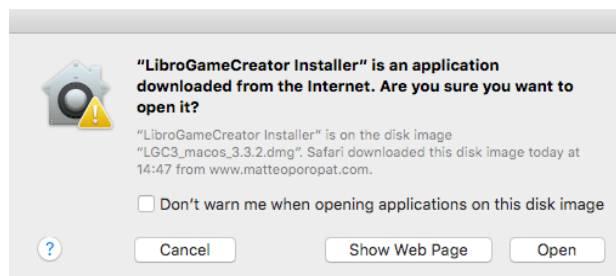 “LibroGameCreator Installer” is an application
downloaded from the Internet. Are you sure you want to
open it?
“LibroGameCreator Installer” is on the disk image
“LGC3_macos_3.3.2.dmg”. Safari downloaded this disk image today at
14:47 from www.matteoporopat.com.
Don’t warn me when opening applications on this disk image
? Cancel Show Web Page Open